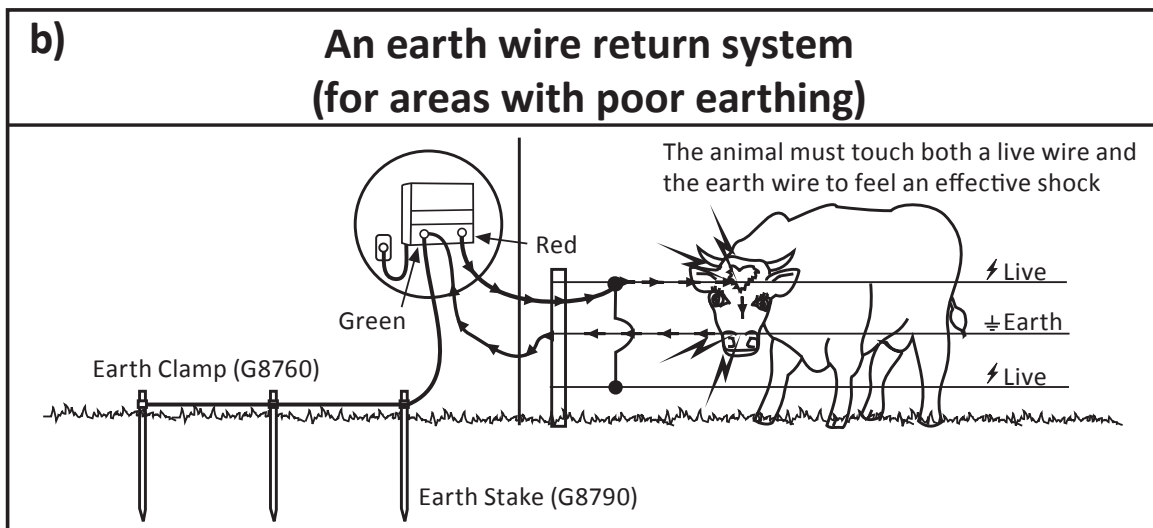 b)
An earth wire return system
(for areas with poor earthing)
The animal must touch both a live wire and
the earth wire to feel an effective shock
Red
Live
Green
Earth
Earth Clamp (G8760)
Live
Earth Stake (G8790)